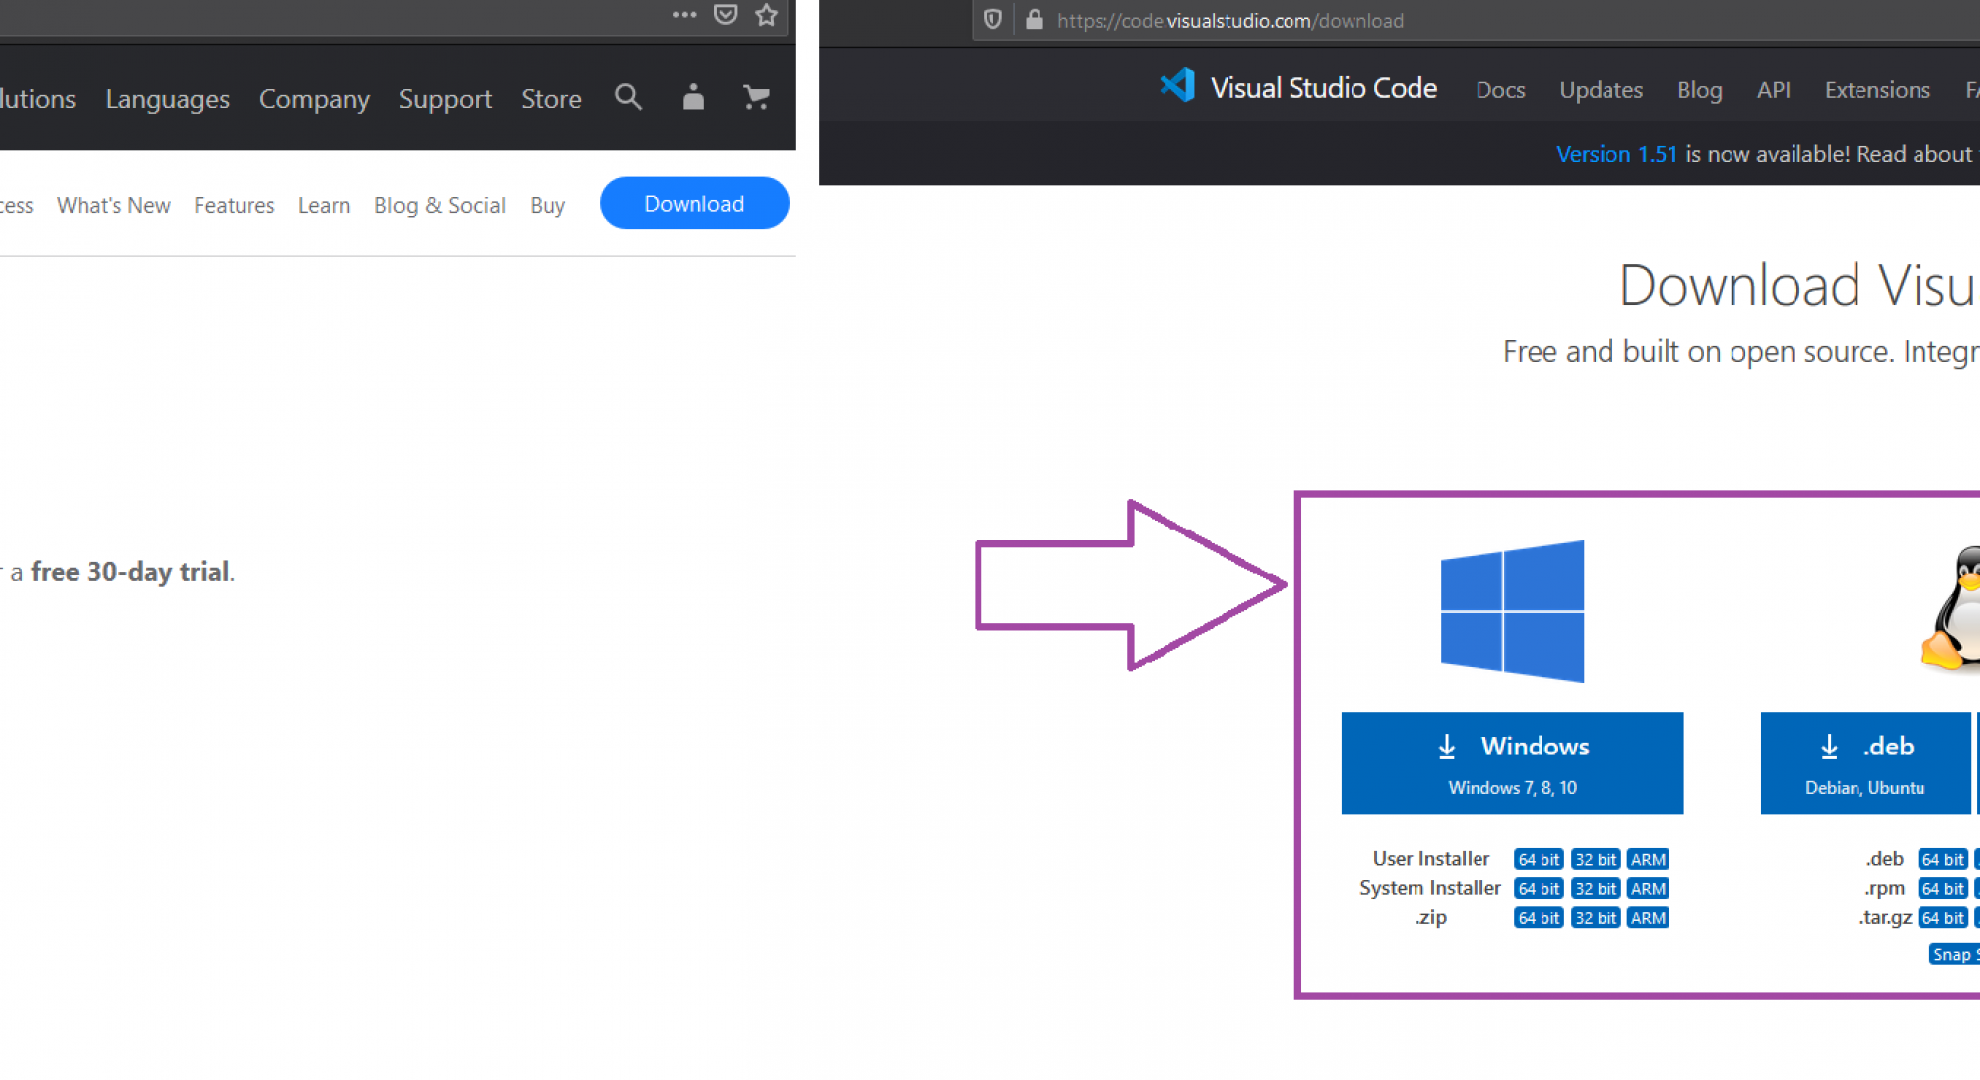 lutions Languages Company Support Store
cess What's New Features Learn Blog & Social Buy Download
a free 30-day trial.
https://code.visualstudio.com/download
Visual Studio Code Docs Updates Blog API Extensions
Version 1.51 is now available! Read about
Download Visu
Free and built on open source. Integr
Windows
Windows 7, 8, 10
User Installer 64 bit 32 bit ARM
System Installer 64 bit 32 bit ARM
.zip 64 bit 32 bit ARM
.deb
Debian, Ubuntu
.deb 64 bit
.rpm 64 bit
.tar.gz 64 bit
Snap